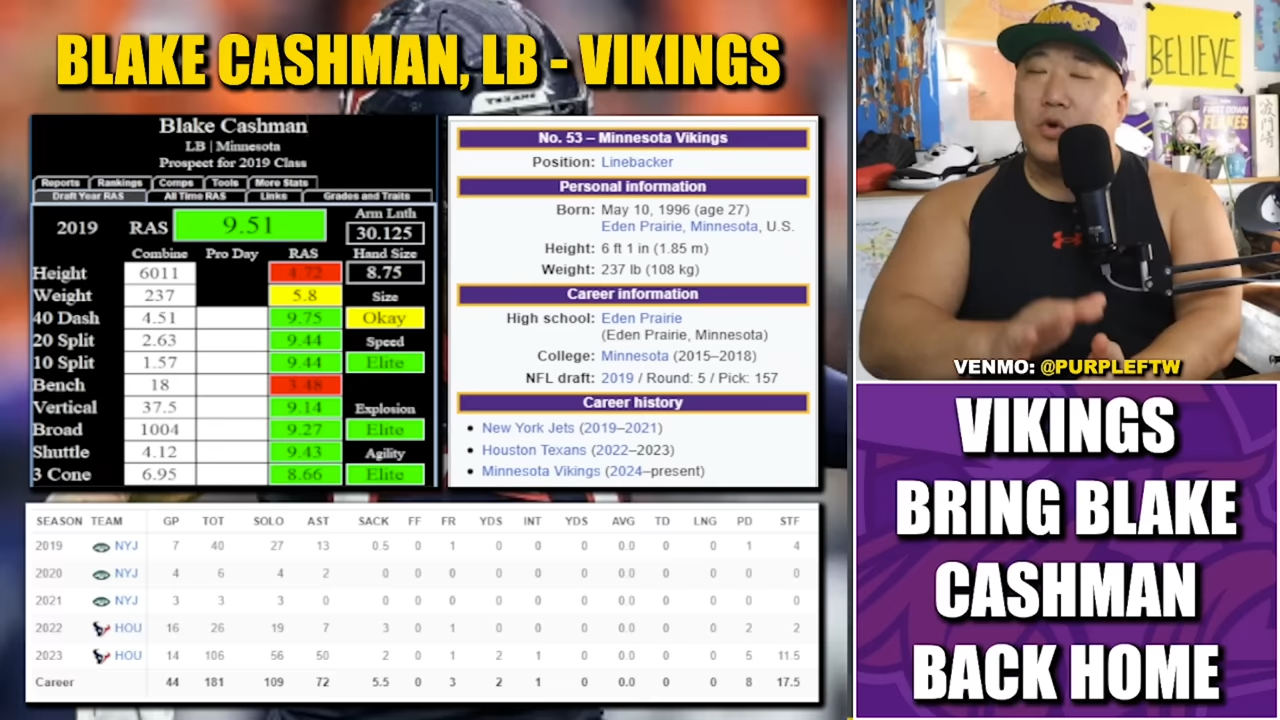 BLAKE CASHMAN, LB - VIKINGS
Blake Cashman
LB | Minnesota
Prospect for 2019 Class
Reports Rankings Comps Tools More Stats
Draft Year RAS All Time RAS Links Grades and Traits
2019 RAS 9.51 Arm Lnth 30.125
Combine Pro Day RAS Hand Size
Height 6011 4.72 8.75
Weight 237 5.8 Size
40 Dash 4.51 9.75 Okay
20 Split 2.63 9.44 Speed
10 Split 1.57 9.44 Elite
Bench 18 3.48
Vertical 37.5 9.14 Explosion
Broad 1004 9.27 Elite
Shuttle 4.12 9.43 Agility
3 Cone 6.95 8.66 Elite
No. 53 – Minnesota Vikings
Position: Linebacker
Personal information
Born: May 10, 1996 (age 27)
Eden Prairie, Minnesota, U.S.
Height: 6 ft 1 in (1.85 m)
Weight: 237 lb (108 kg)
Career information
High school: Eden Prairie
(Eden Prairie, Minnesota)
College: Minnesota (2015–2018)
NFL draft: 2019 / Round: 5 / Pick: 157
Career history
• New York Jets (2019–2021)
• Houston Texans (2022–2023)
• Minnesota Vikings (2024–present)
SEASON TEAM GP TOT SOLO AST SACK FF FR YDS INT YDS AVG TD LNG PD STF
2019 NYJ 7 40 27 13 0.5 0 1 0 0 0 0.0 0 0 1 4
2020 NYJ 4 6 4 2 0 0 0 0 0 0 0.0 0 0 0 0
2021 NYJ 3 3 3 0 0 0 0 0 0 0 0.0 0 0 0 0
2022 HOU 16 26 19 7 3 0 1 0 0 0 0.0 0 0 2 2
2023 HOU 14 106 56 50 2 0 1 2 1 0 0.0 0 0 5 11.5
Career 44 181 109 72 5.5 0 3 2 1 0 0.0 0 0 8 17.5
TEXANS
Vikings
BELIEVE
FIRST DOWN
FLAKES
VENMO: @PURPLEFTW
VIKINGS
BRING BLAKE
CASHMAN
BACK HOME